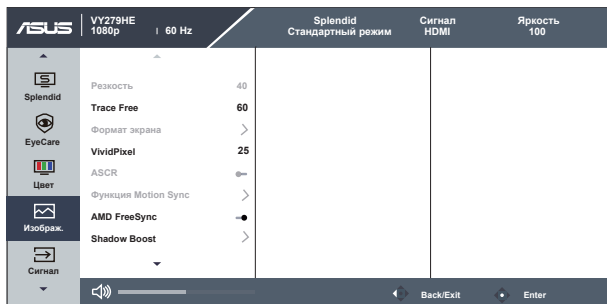 ASUS
VY279HE
1080p | 60 Hz
Splendid
Стандартный режим
Сигнал
HDMI
Яркость
100
Splendid
EyeCare
Цвет
Изображ.
Сигнал
Резкость 40
Trace Free 60
Формат экрана
VividPixel 25
ASCR
Функция Motion Sync
AMD FreeSync
Shadow Boost
Back/Exit
Enter